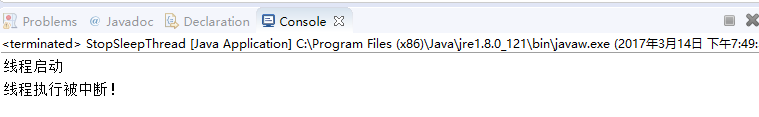 Problems @ Javadoc Declaration Console
<terminated> StopSleepThread [Java Application] C:\Program Files (x86)\Java\jre1.8.0_121\bin\javaw.exe (2017年3月14日 下午7:49:
线程启动
线程执行被中断!